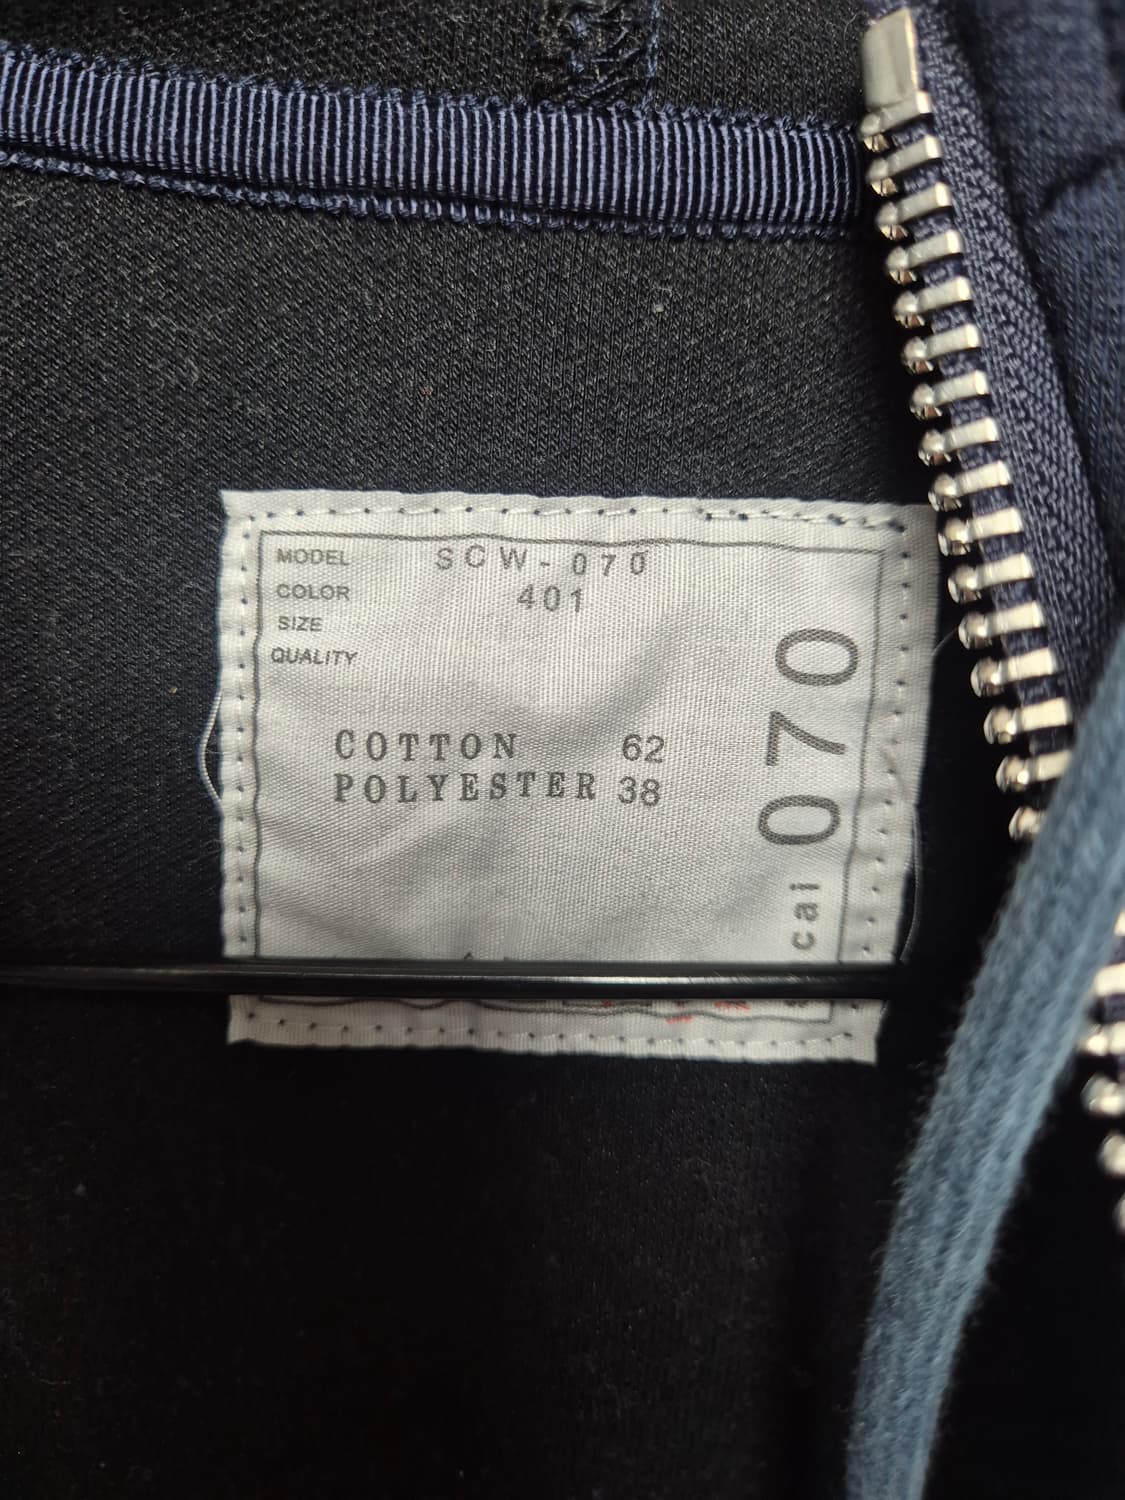 MODEL SCW-070
COLOR 401
SIZE
QUALITY
COTTON 62
POLYESTER 38
cai 070